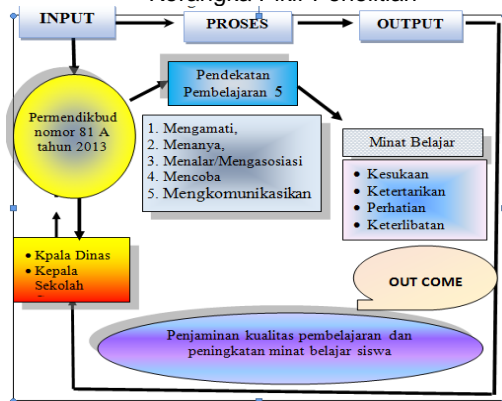 Kerangka Pikir Penelitian
INPUT
PROSES
OUTPUT
Permendikbud
nomor 81 A
tahun 2013
Pendekatan
Pembelajaran 5
1. Mengamati,
2. Menanya,
3. Menalar/Mengasosiasi
4. Mencoba
5. Mengkomunikasikan
Minat Belajar
• Kesukaan
• Ketertarikan
• Perhatian
• Keterlibatan
• Kpala Dinas
• Kepala
Sekolah
OUT COME
Penjaminan kualitas pembelajaran dan
peningkatan minat belajar siswa